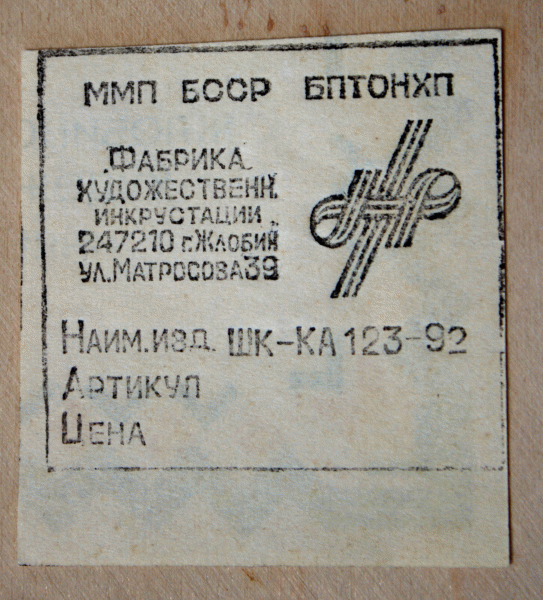 ММП БССР БПТОНХП
ФАБРИКА
ХУДОЖЕСТВЕНН.
ИНКРУСТАЦИИ
247210 г. ЖЛОБИН
УЛ. МАТРОСОВА 39
НАИМ. ИЗД. ШК-КА 123-92
АРТИКУЛ
ЦЕНА